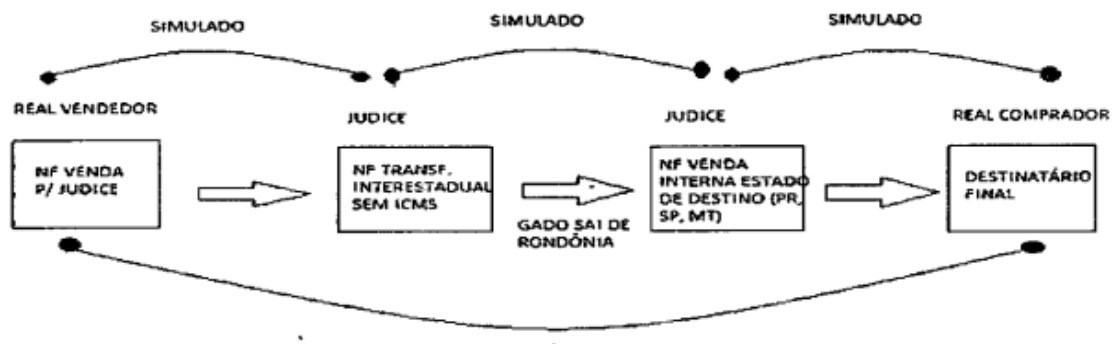 SIMULADO
SIMULADO
SIMULADO
REAL VENDEDOR
JUDICE
JUDICE
REAL COMPRADOR
NF VENDA
P/ JUDICE
NF TRANSF.
INTERESTADUAL
SEM ICMS
GADO SAI DE
RONDÔNIA
NF VENDA
INTERNA ESTADO
DE DESTINO (PR,
SP, MT)
DESTINATÁRIO
FINAL